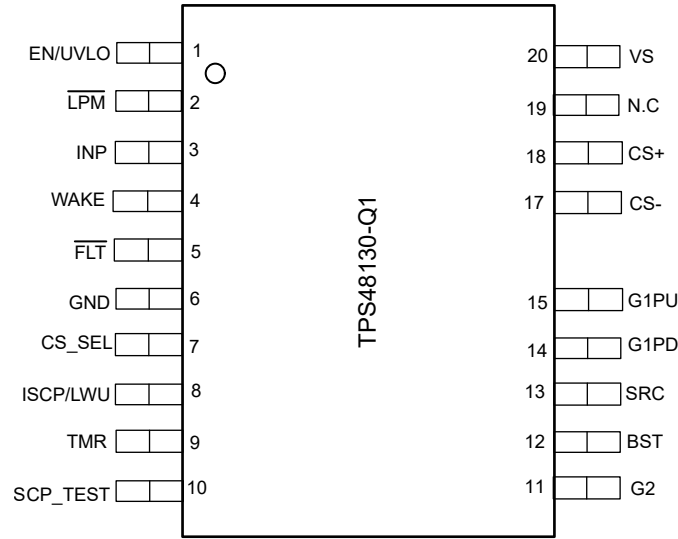 EN/UVLO 1
LPM 2
INP 3
WAKE 4
FLT 5
GND 6
CS_SEL 7
ISCP/LWU 8
TMR 9
SCP_TEST 10
TPS48130-Q1
20 VS
19 N.C
18 CS+
17 CS-
15 G1PU
14 G1PD
13 SRC
12 BST
11 G2